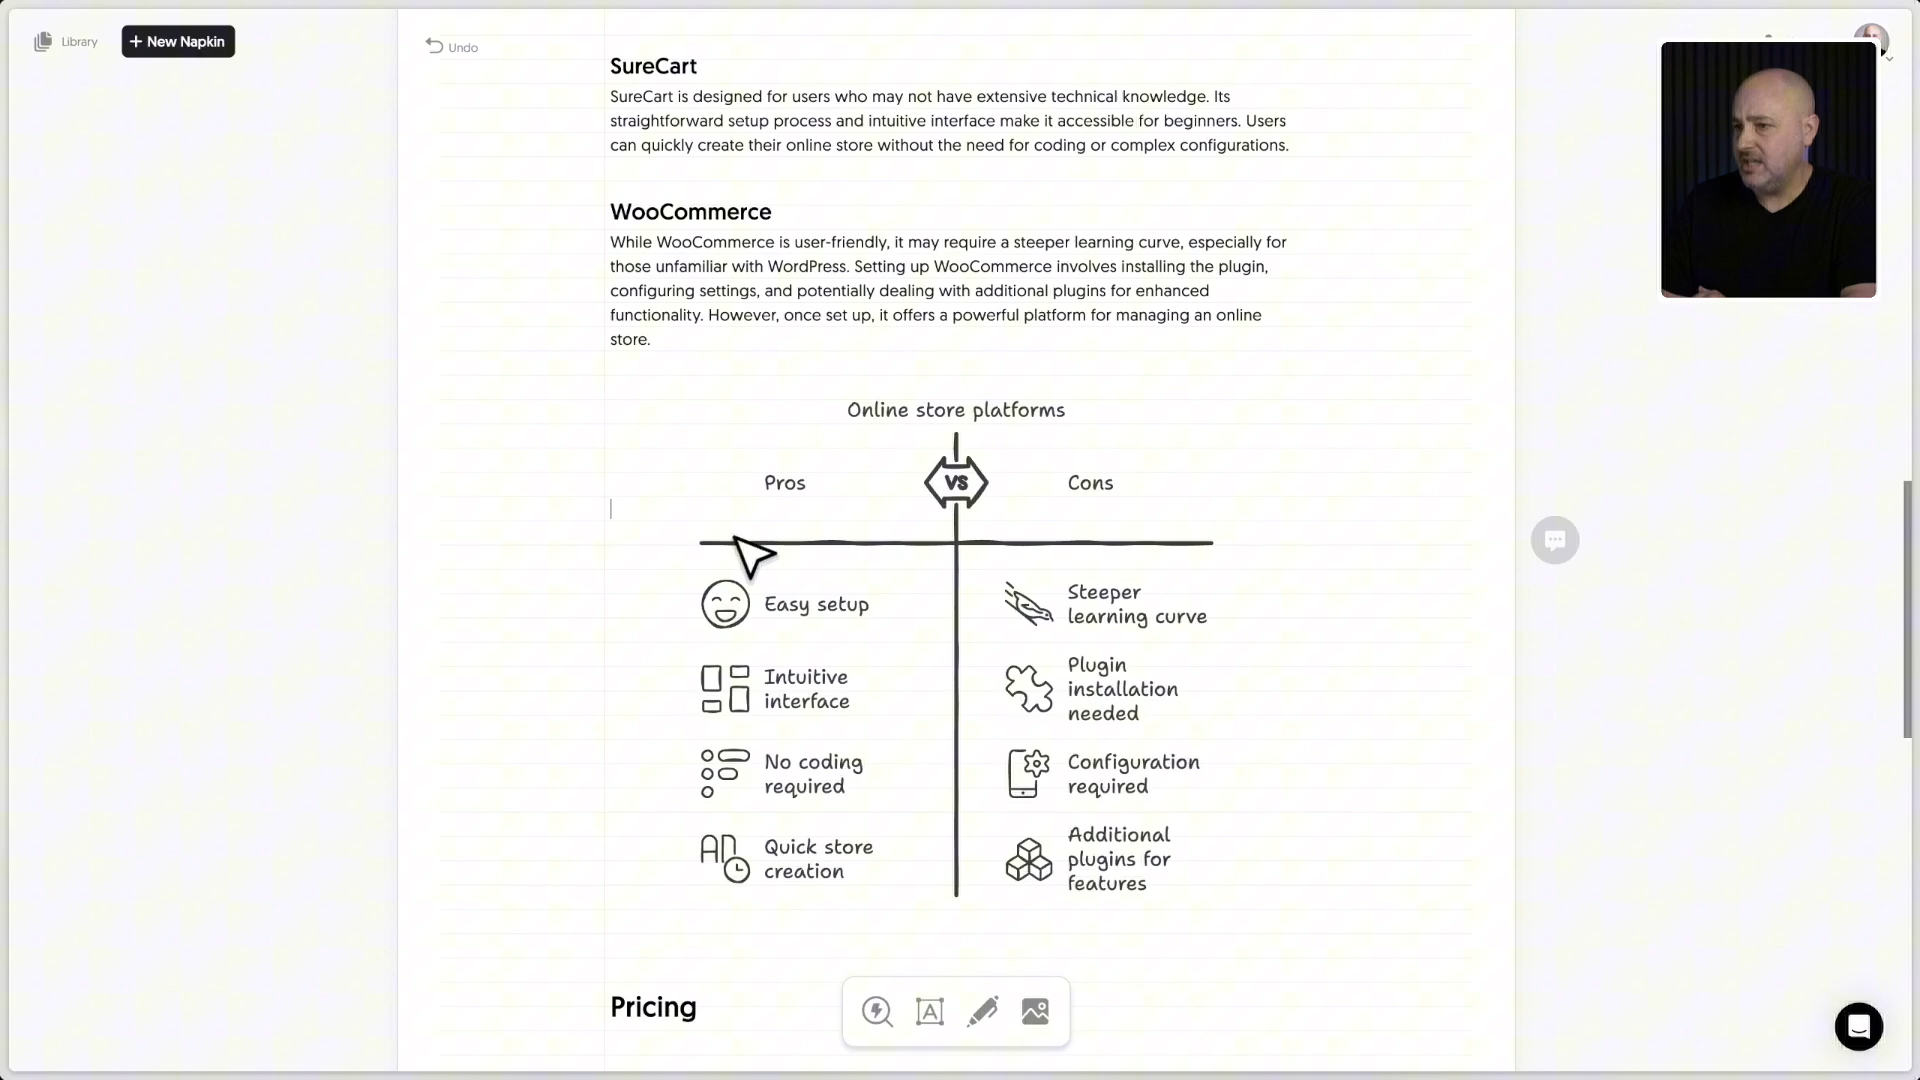 Library
+ New Napkin
Undo
SureCart
SureCart is designed for users who may not have extensive technical knowledge. Its
straightforward setup process and intuitive interface make it accessible for beginners. Users
can quickly create their online store without the need for coding or complex configurations.
WooCommerce
While WooCommerce is user-friendly, it may require a steeper learning curve, especially for
those unfamiliar with WordPress. Setting up WooCommerce involves installing the plugin,
configuring settings, and potentially dealing with additional plugins for enhanced
functionality. However, once set up, it offers a powerful platform for managing an online
store.
Online store platforms
Pros
VS
Cons
Easy setup
Steeper
learning curve
Intuitive
interface
Plugin
installation
needed
No coding
required
Configuration
required
Quick store
creation
Additional
plugins for
features
Pricing
A